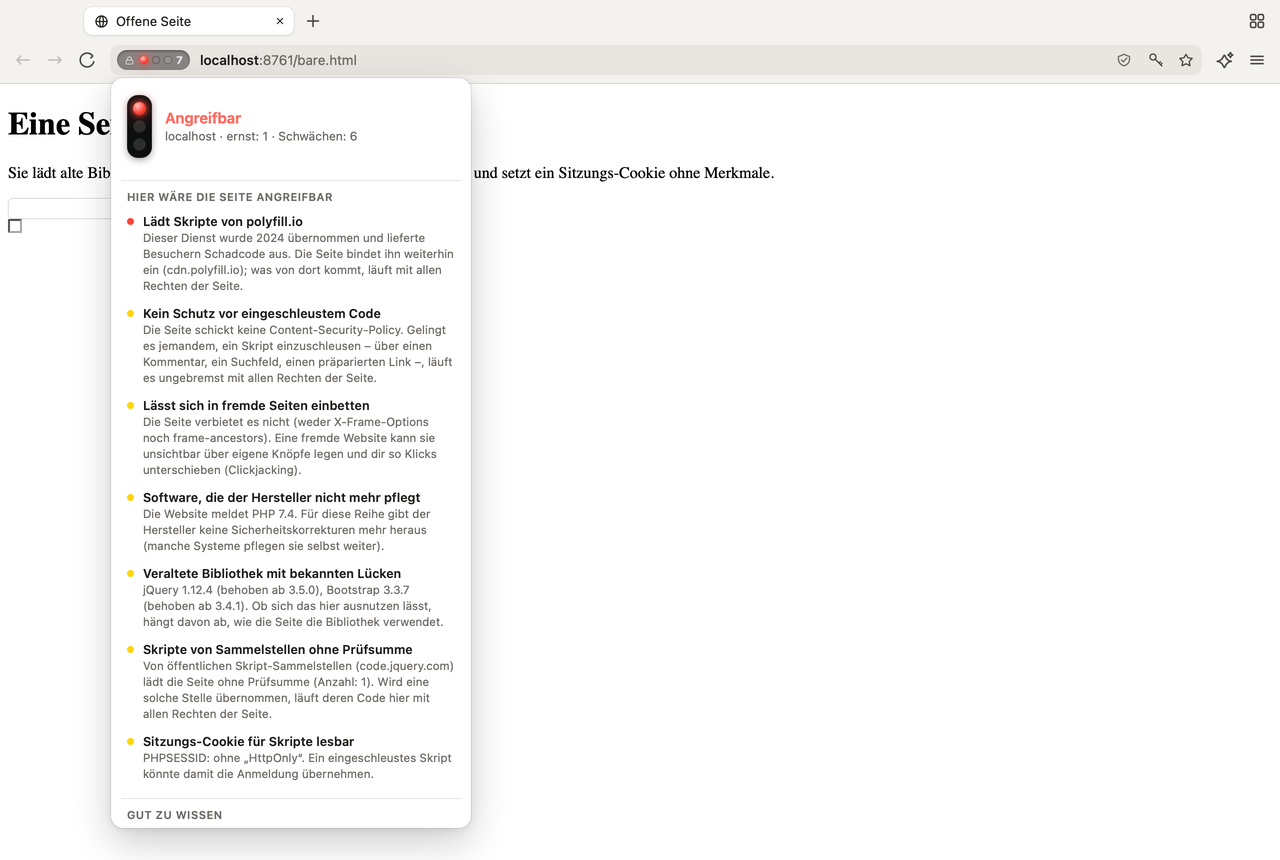 Offene Seite
7
localhost:8761/bare.html
Eine Se
Sie lädt alte Bib
und setzt ein Sitzungs-Cookie ohne Merkmale.
Angreifbar
localhost · ernst: 1 · Schwächen: 6
HIER WÄRE DIE SEITE ANGREIFBAR
Lädt Skripte von polyfill.io
Dieser Dienst wurde 2024 übernommen und lieferte
Besuchern Schadcode aus. Die Seite bindet ihn weiterhin
ein (cdn.polyfill.io); was von dort kommt, läuft mit allen
Rechten der Seite.
Kein Schutz vor eingeschleustem Code
Die Seite schickt keine Content-Security-Policy. Gelingt
es jemandem, ein Skript einzuschleusen – über einen
Kommentar, ein Suchfeld, einen präparierten Link –, läuft
es ungebremst mit allen Rechten der Seite.
Lässt sich in fremde Seiten einbetten
Die Seite verbietet es nicht (weder X-Frame-Options
noch frame-ancestors). Eine fremde Website kann sie
unsichtbar über eigene Knöpfe legen und dir so Klicks
unterschieben (Clickjacking).
Software, die der Hersteller nicht mehr pflegt
Die Website meldet PHP 7.4. Für diese Reihe gibt der
Hersteller keine Sicherheitskorrekturen mehr heraus
(manche Systeme pflegen sie selbst weiter).
Veraltete Bibliothek mit bekannten Lücken
jQuery 1.12.4 (behoben ab 3.5.0), Bootstrap 3.3.7
(behoben ab 3.4.1). Ob sich das hier ausnutzen lässt,
hängt davon ab, wie die Seite die Bibliothek verwendet.
Skripte von Sammelstellen ohne Prüfsumme
Von öffentlichen Skript-Sammelstellen (code.jquery.com)
lädt die Seite ohne Prüfsumme (Anzahl: 1). Wird eine
solche Stelle übernommen, läuft deren Code hier mit
allen Rechten der Seite.
Sitzungs-Cookie für Skripte lesbar
PHPSESSID: ohne „HttpOnly“. Ein eingeschleustes Skript
könnte damit die Anmeldung übernehmen.
GUT ZU WISSEN